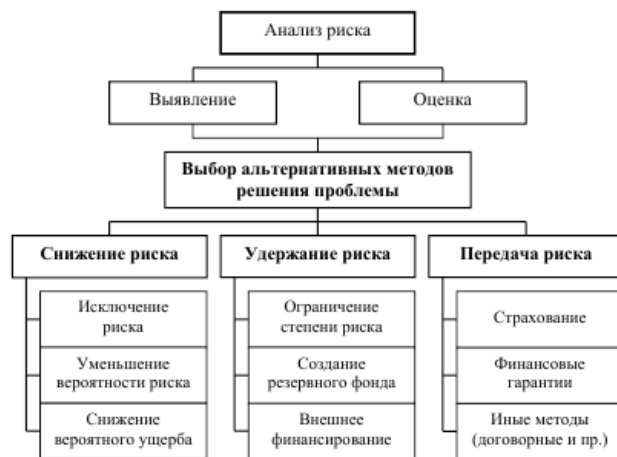 Анализ риска
Выявление
Оценка
Выбор альтернативных методов
решения проблемы
Снижение риска
Удержание риска
Передача риска
Исключение
риска
Уменьшение
вероятности риска
Снижение
вероятного ущерба
Ограничение
степени риска
Создание
резервного фонда
Внешнее
финансирование
Страхование
Финансовые
гарантии
Иные методы
(договорные и пр.)